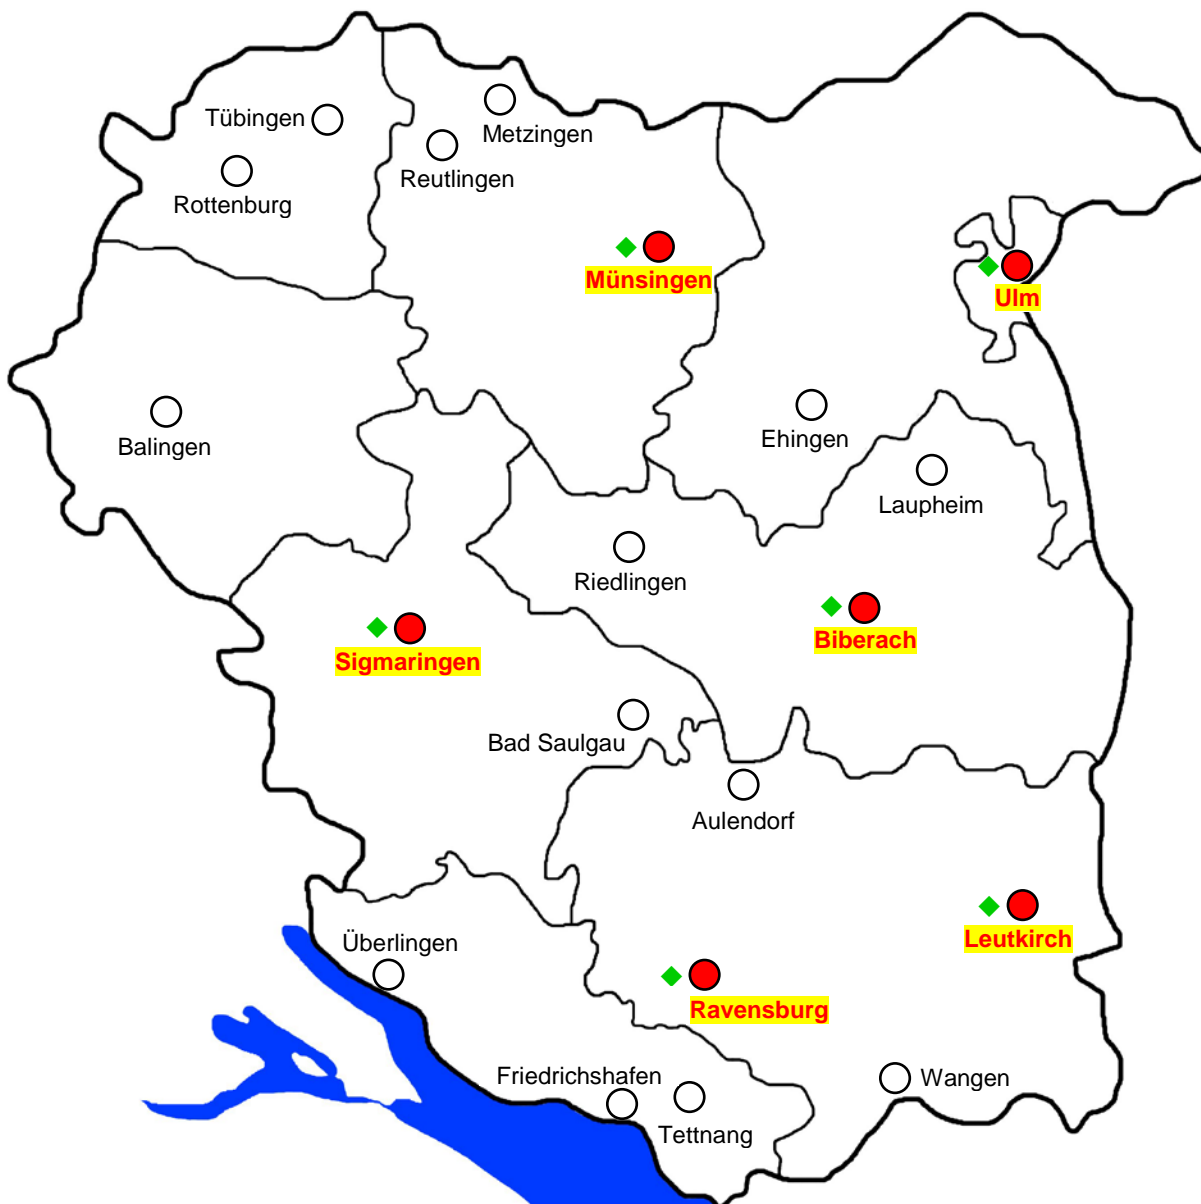 Metzingen
Tübingen
Reutlingen
Rottenburg
Münsingen
Ulm
Balingen
Ehingen
Laupheim
Riedlingen
Biberach
Sigmaringen
Bad Saulgau
Aulendorf
Leutkirch
Überlingen
Ravensburg
Friedrichshafen
Wangen
Tettnang